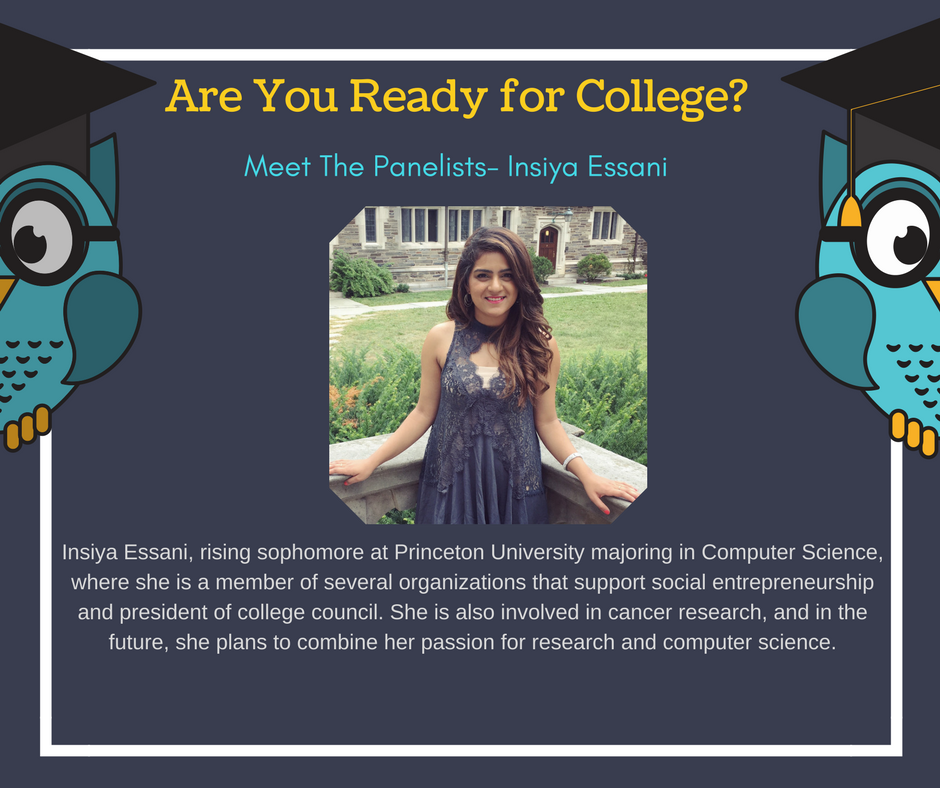 Are You Ready for College?
Meet The Panelists- Insiya Essani
Insiya Essani, rising sophomore at Princeton University majoring in Computer Science,
where she is a member of several organizations that support social entrepreneurship
and president of college council. She is also involved in cancer research, and in the
future, she plans to combine her passion for research and computer science.